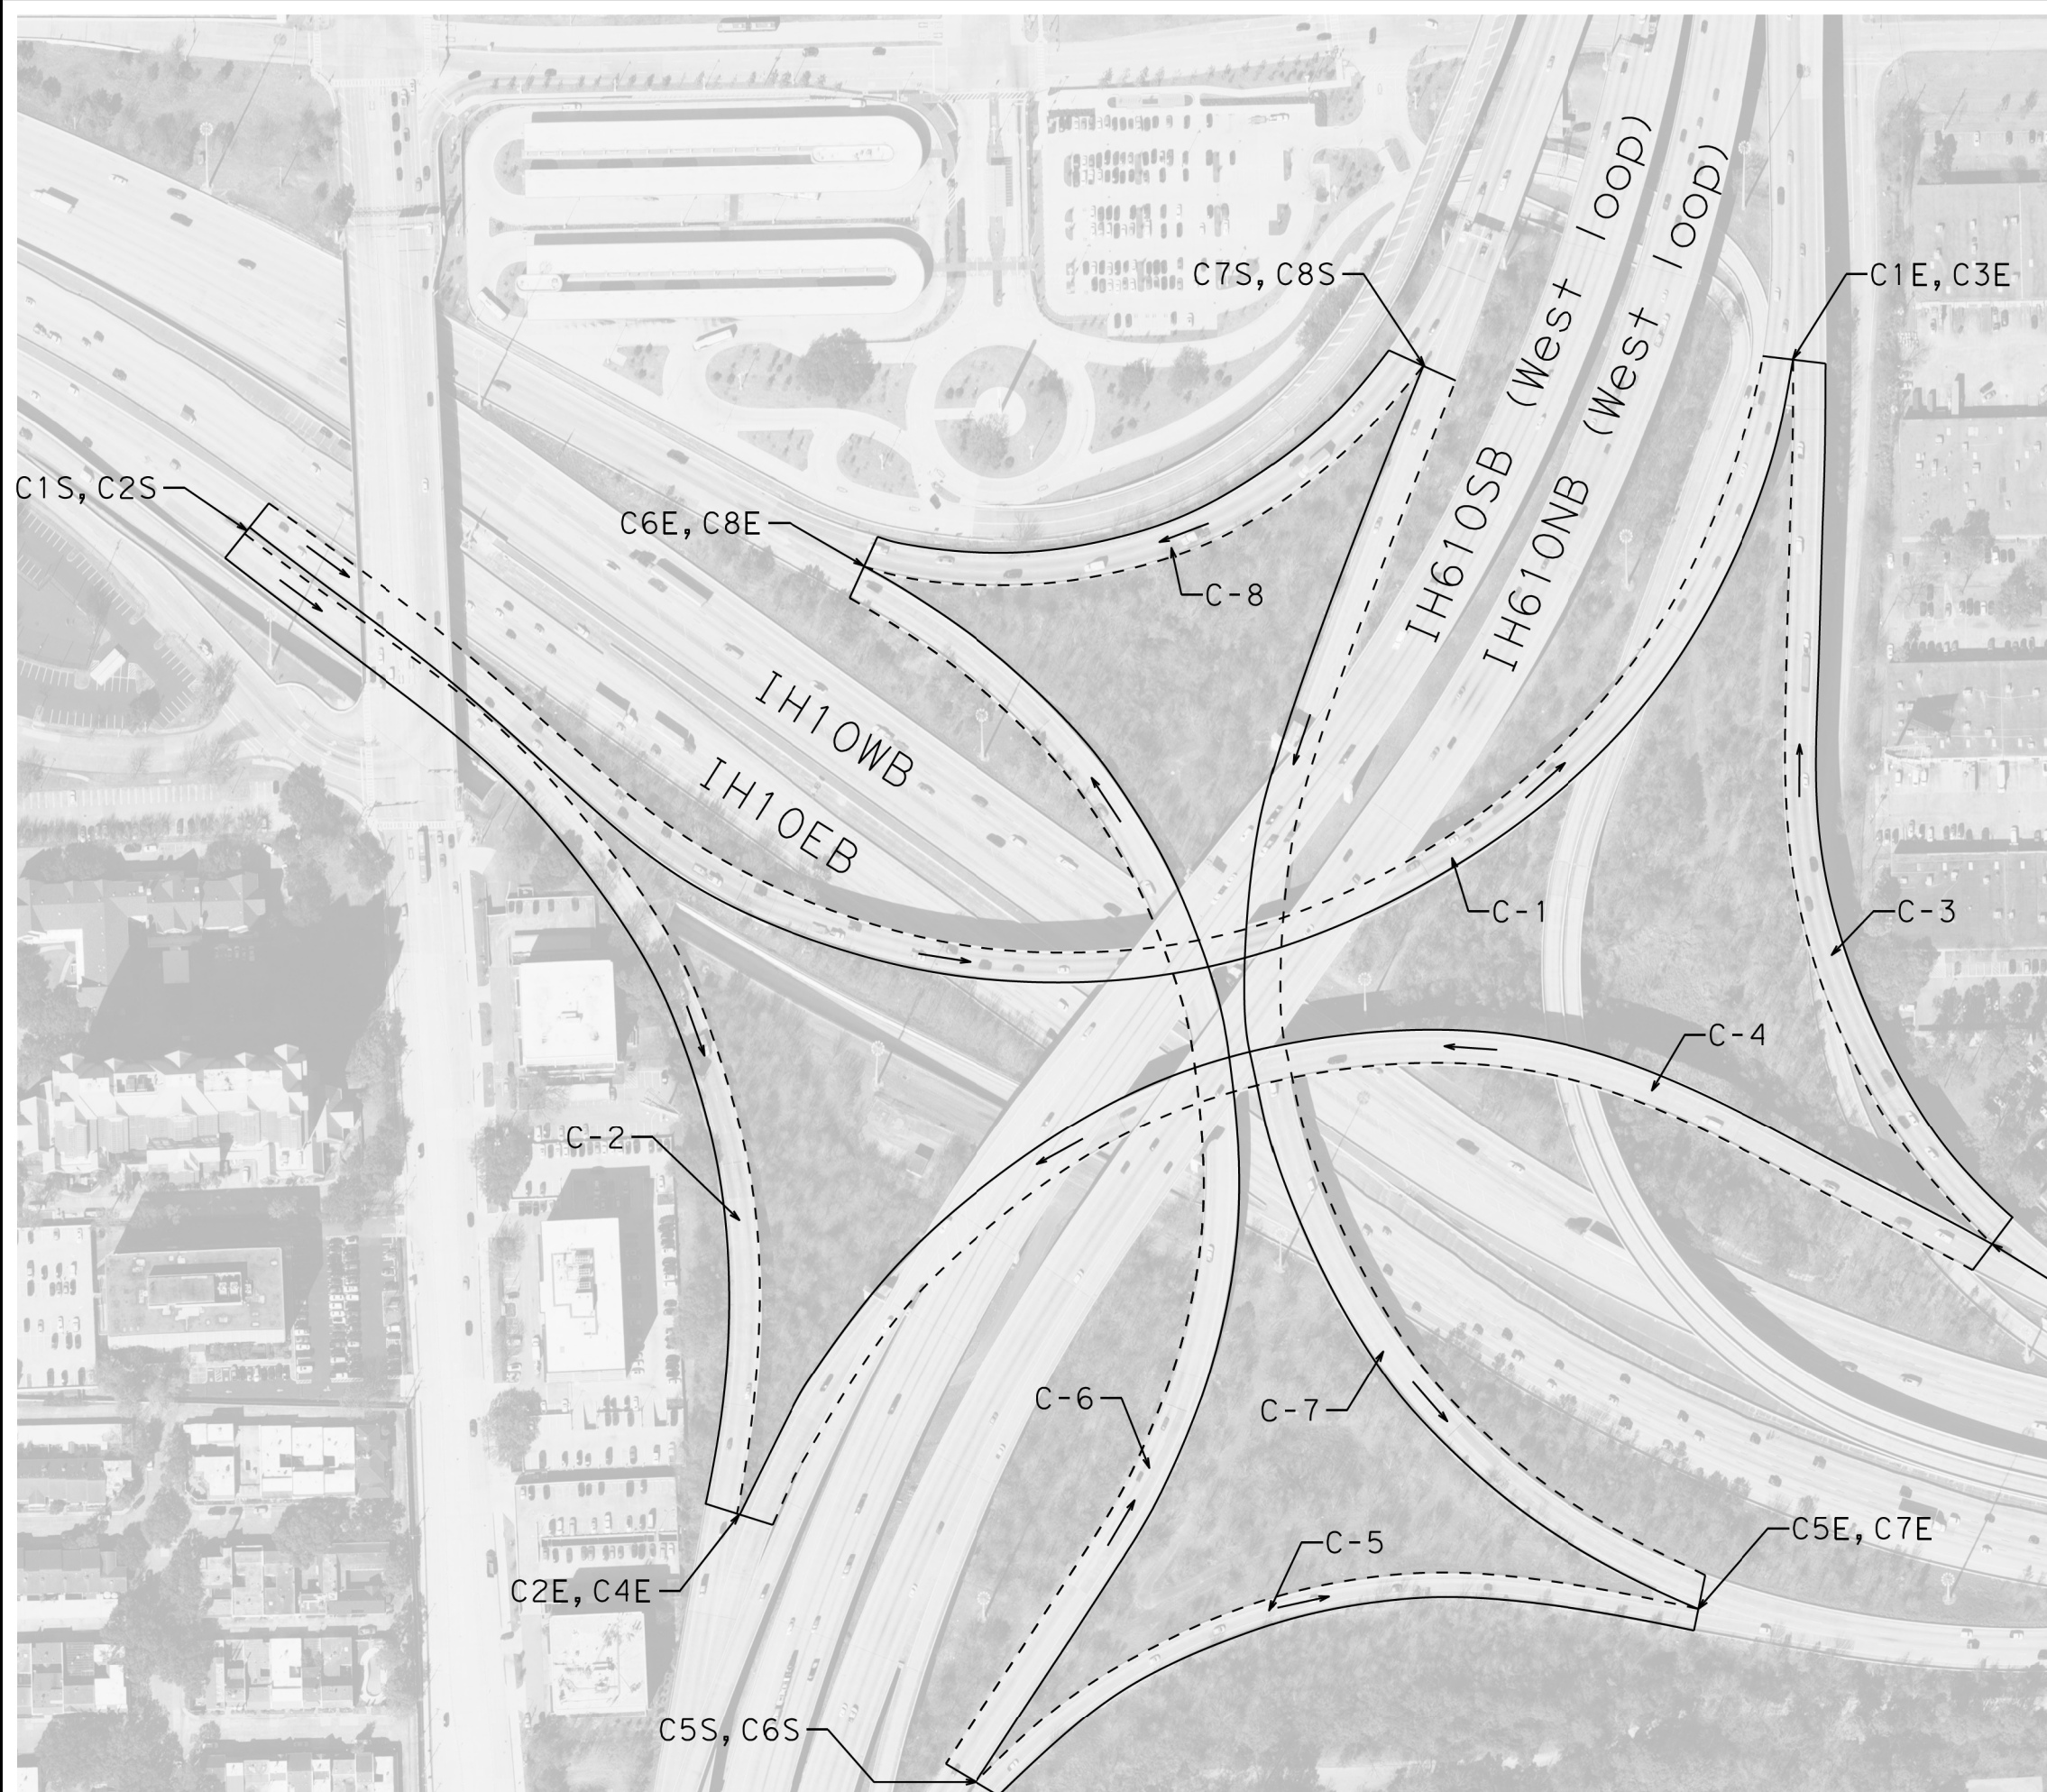 C7S, C8S
C1E, C3E
IH610SB (West loop)
IH610NB (West loop)
C1S, C2S
C6E, C8E
C-8
IH10WB
IH10EB
C-1
C-3
C-4
C-2
C-6
C-7
C5E, C7E
C-5
C2E, C4E
C5S, C6S